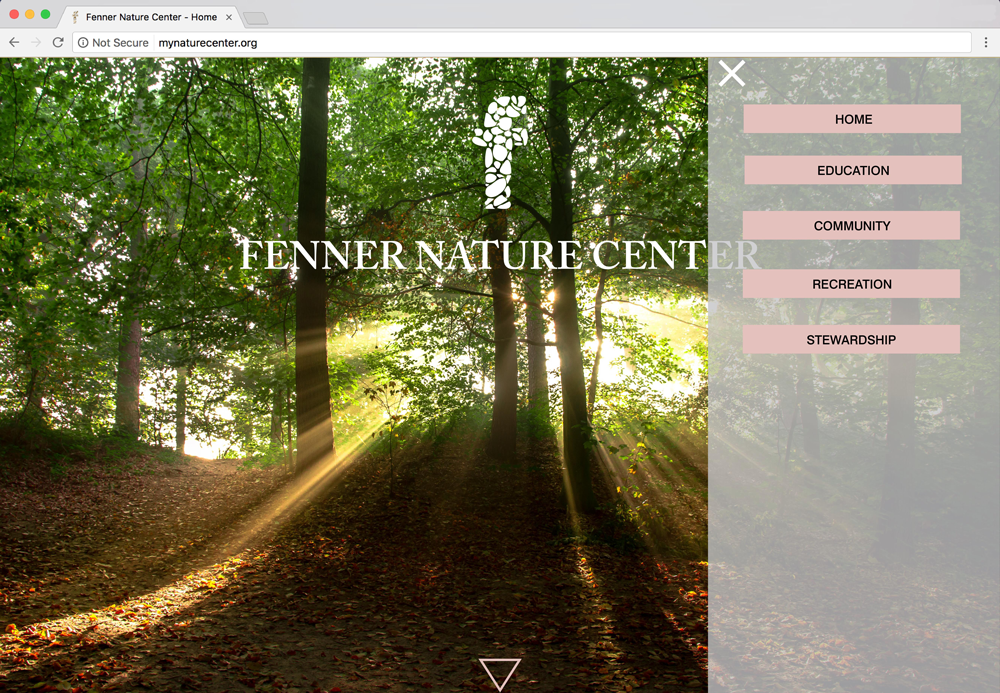 Fenner Nature Center - Home
Not Secure mynaturecenter.org
f
FENNER NATURE CENTER
HOME
EDUCATION
COMMUNITY
RECREATION
STEWARDSHIP